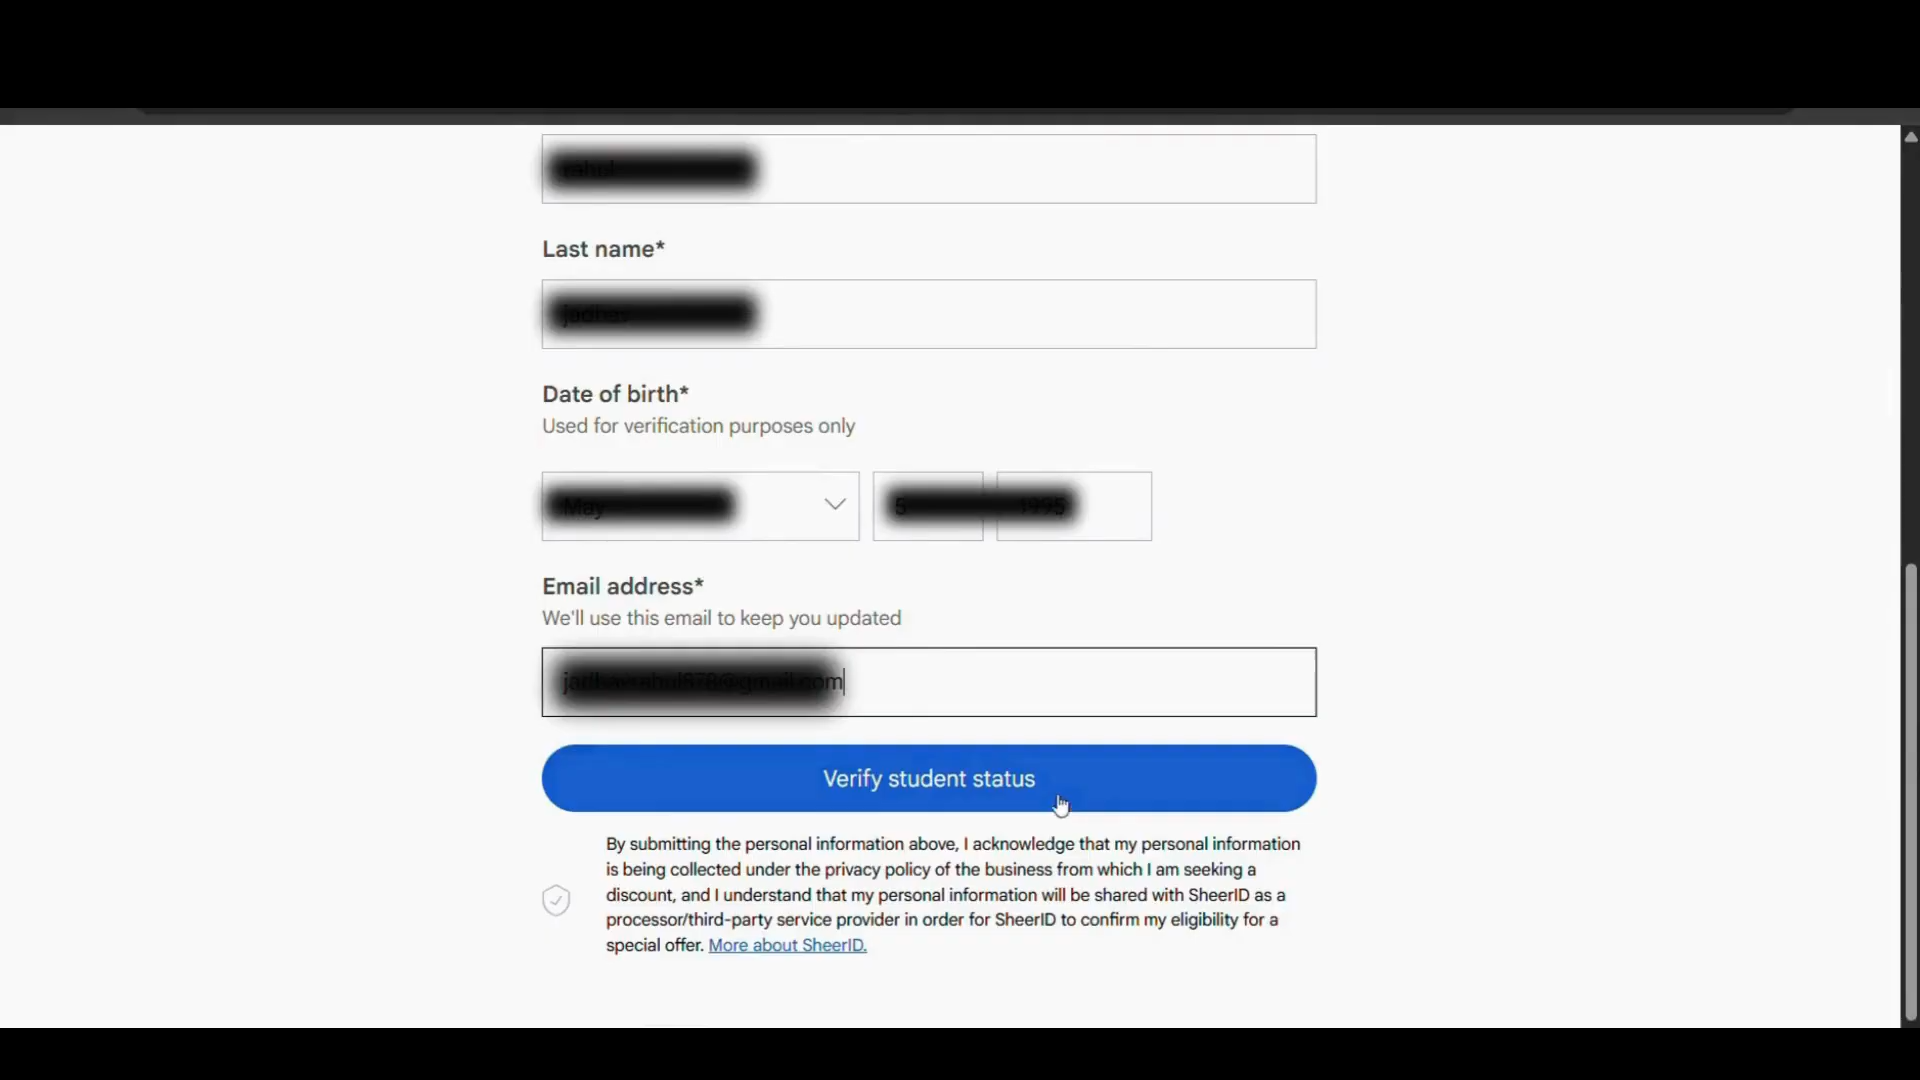 Last name*
Date of birth*
Used for verification purposes only
Email address*
We'll use this email to keep you updated
Verify student status
By submitting the personal information above, I acknowledge that my personal information
is being collected under the privacy policy of the business from which I am seeking a
discount, and I understand that my personal information will be shared with SheerID as a
processor/third-party service provider in order for SheerID to confirm my eligibility for a
special offer. More about SheerID.